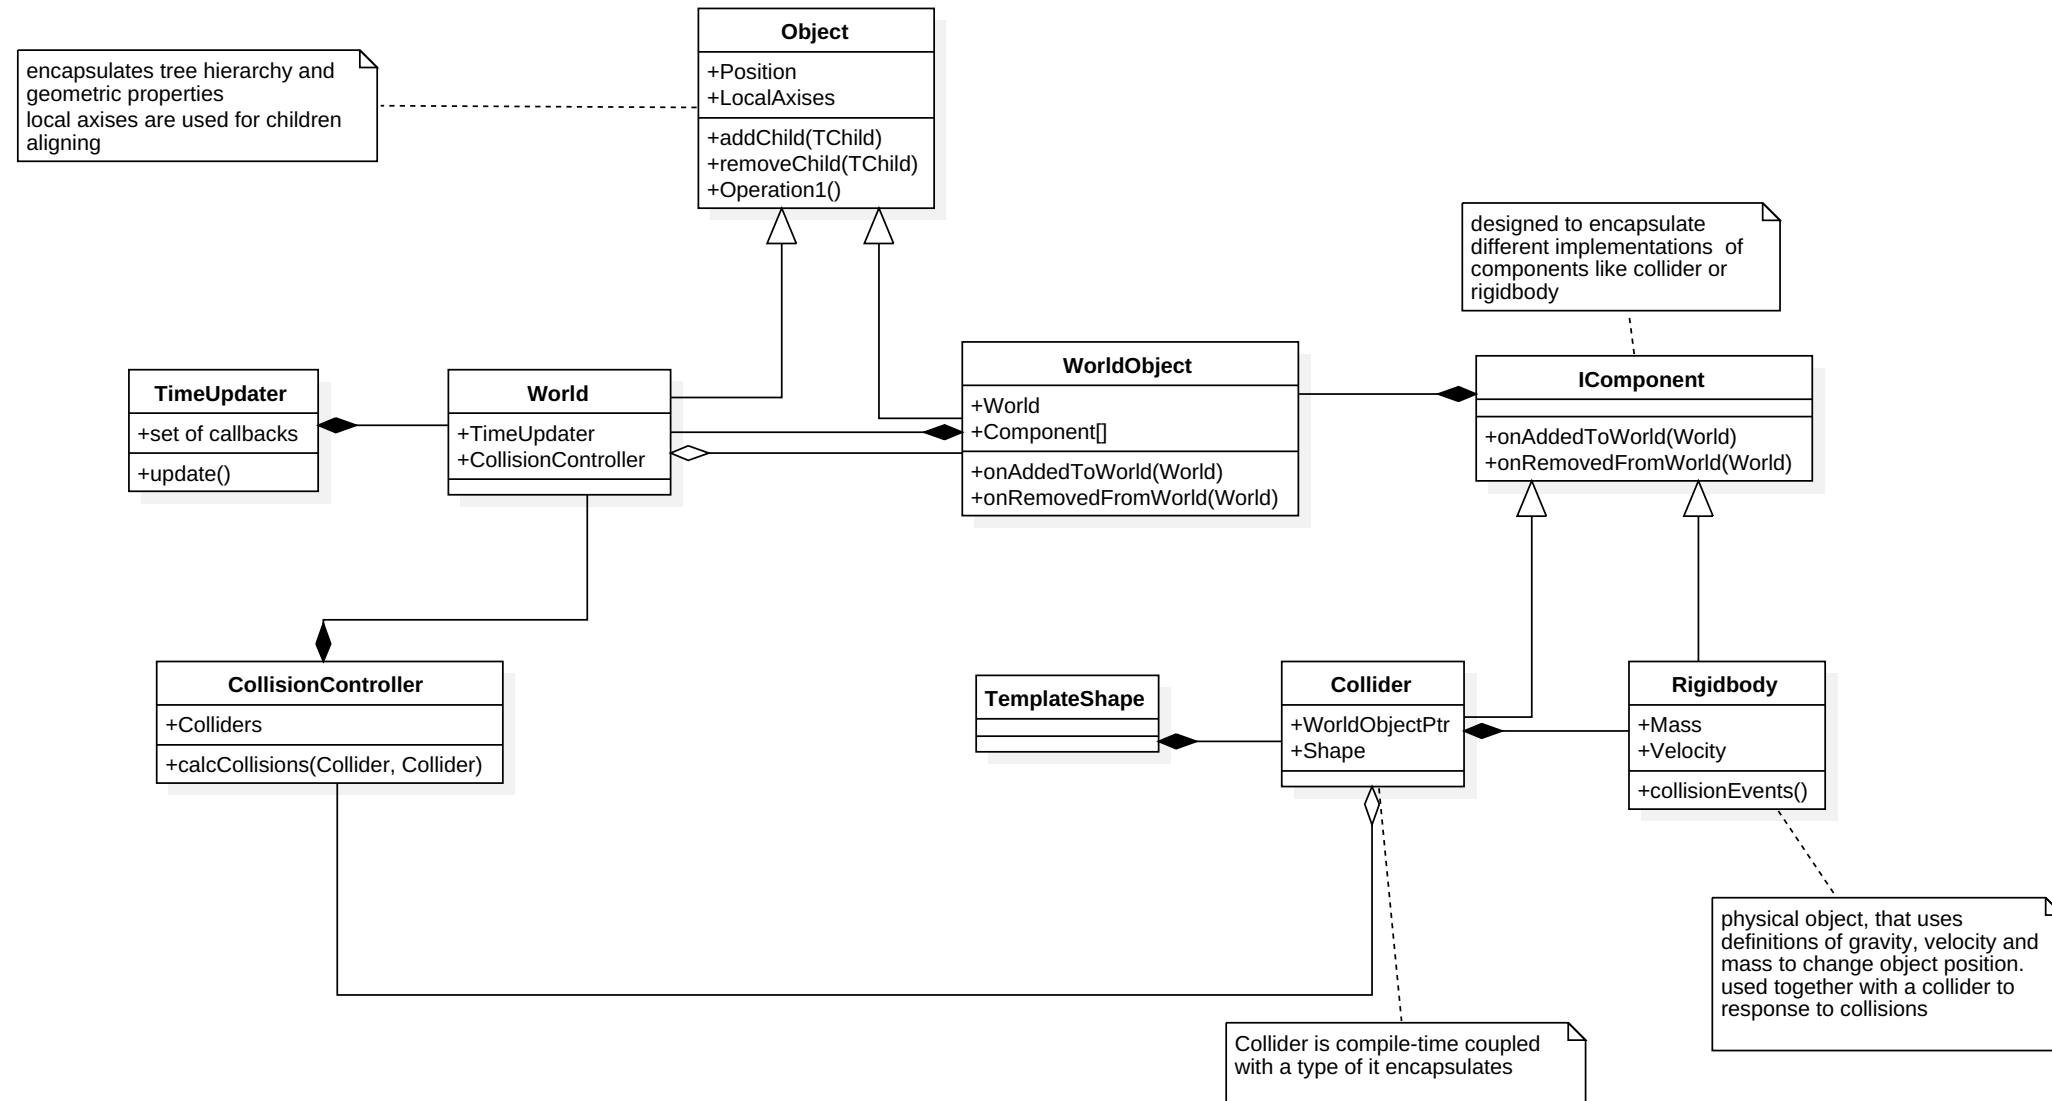 Object
+Position
+LocalAxises
+addChild(TChild)
+removeChild(TChild)
+Operation1()
encapsulates tree hierarchy and
geometric properties
local axises are used for children
aligning
designed to encapsulate
different implementations  of
components like collider or
rigidbody
TimeUpdater
+set of callbacks
+update()
World
+TimeUpdater
+CollisionController
WorldObject
+World
+Component[]
+onAddedToWorld(World)
+onRemovedFromWorld(World)
IComponent
+onAddedToWorld(World)
+onRemovedFromWorld(World)
CollisionController
+Colliders
+calcCollisions(Collider, Collider)
TemplateShape
Collider
+WorldObjectPtr
+Shape
Rigidbody
+Mass
+Velocity
+collisionEvents()
physical object, that uses
definitions of gravity, velocity and
mass to change object position.
used together with a collider to
response to collisions
Collider is compile-time coupled
with a type of it encapsulates